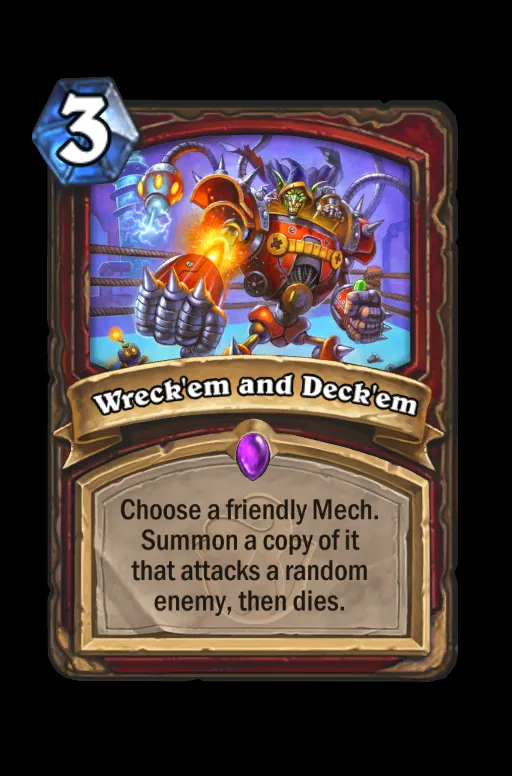 3
Wreck'em and Deck'em
Choose a friendly Mech.
Summon a copy of it
that attacks a random
enemy, then dies.